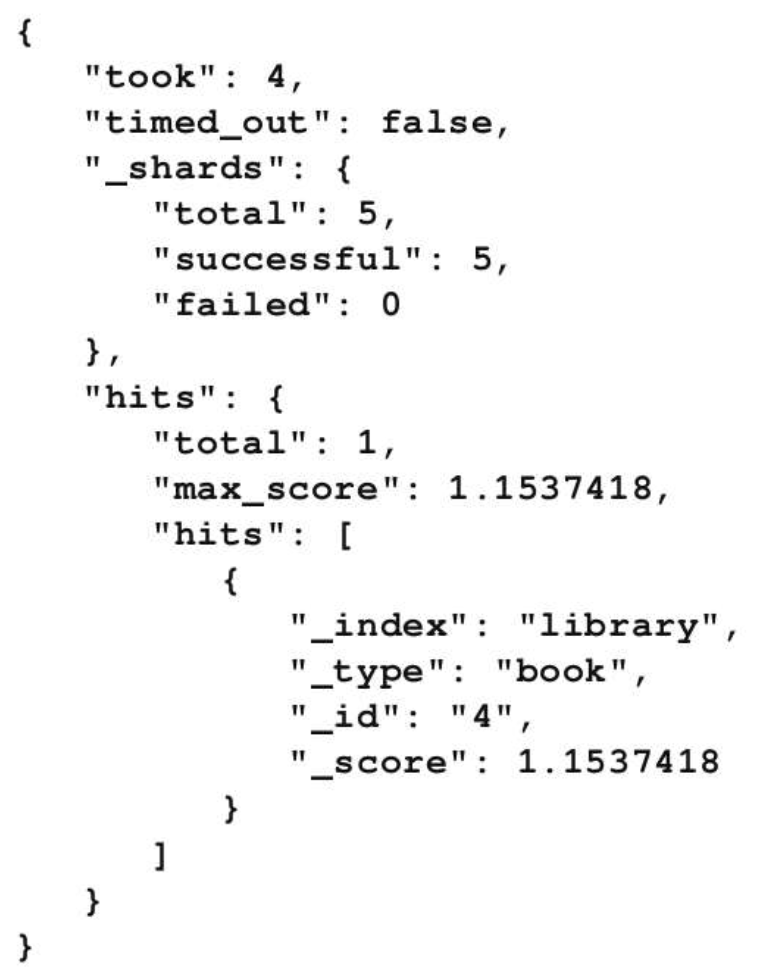 {
    "took": 4,
    "timed_out": false,
    "_shards": {
        "total": 5,
        "successful": 5,
        "failed": 0
    },
    "hits": {
        "total": 1,
        "max_score": 1.1537418,
        "hits": [
            {
                "_index": "library",
                "_type": "book",
                "_id": "4",
                "_score": 1.1537418
            }
        ]
    }
}